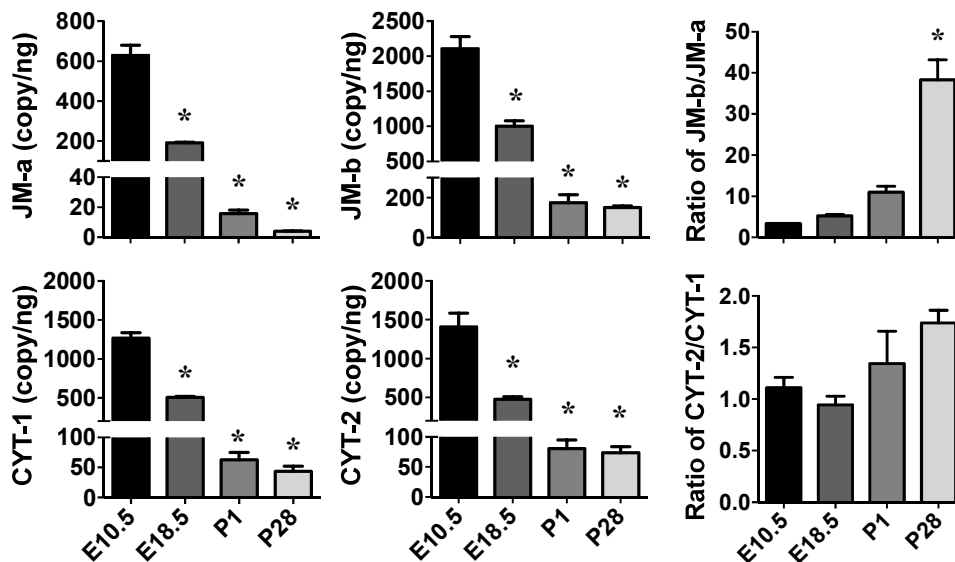 JM-a (copy/ng)
800
600
400
200
40
20
0
*
*
*
JM-b (copy/ng)
2500
2000
1500
1000
500
200
0
*
*
*
Ratio of JM-b/JM-a
50
40
30
20
10
0
*
CYT-1 (copy/ng)
2000
1500
1000
500
100
50
0
*
*
*
E10.5
E18.5
P1
P28
CYT-2 (copy/ng)
2000
1500
1000
500
100
50
0
*
*
*
E10.5
E18.5
P1
P28
Ratio of CYT-2/CYT-1
2.0
1.5
1.0
0.5
0.0
E10.5
E18.5
P1
P28